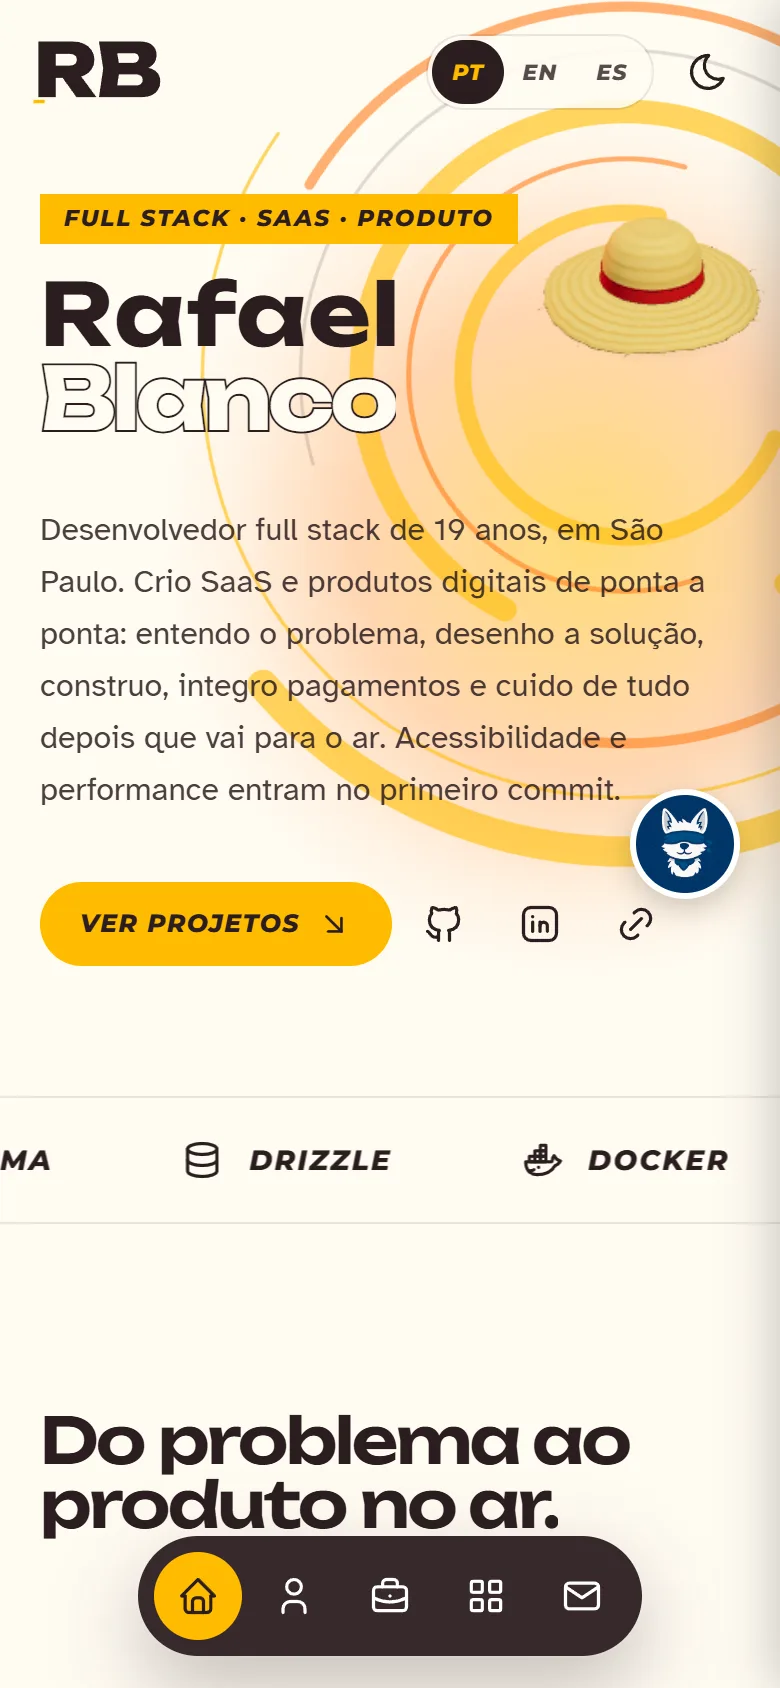 RB
PT EN ES
FULL STACK · SAAS · PRODUTO
Rafael
Blanco
Desenvolvedor full stack de 19 anos, em São
Paulo. Crio SaaS e produtos digitais de ponta a
ponta: entendo o problema, desenho a solução,
construo, integro pagamentos e cuido de tudo
depois que vai para o ar. Acessibilidade e
performance entram no primeiro commit.
VER PROJETOS
in
MA DRIZZLE DOCKER
Do problema ao
produto no ar.